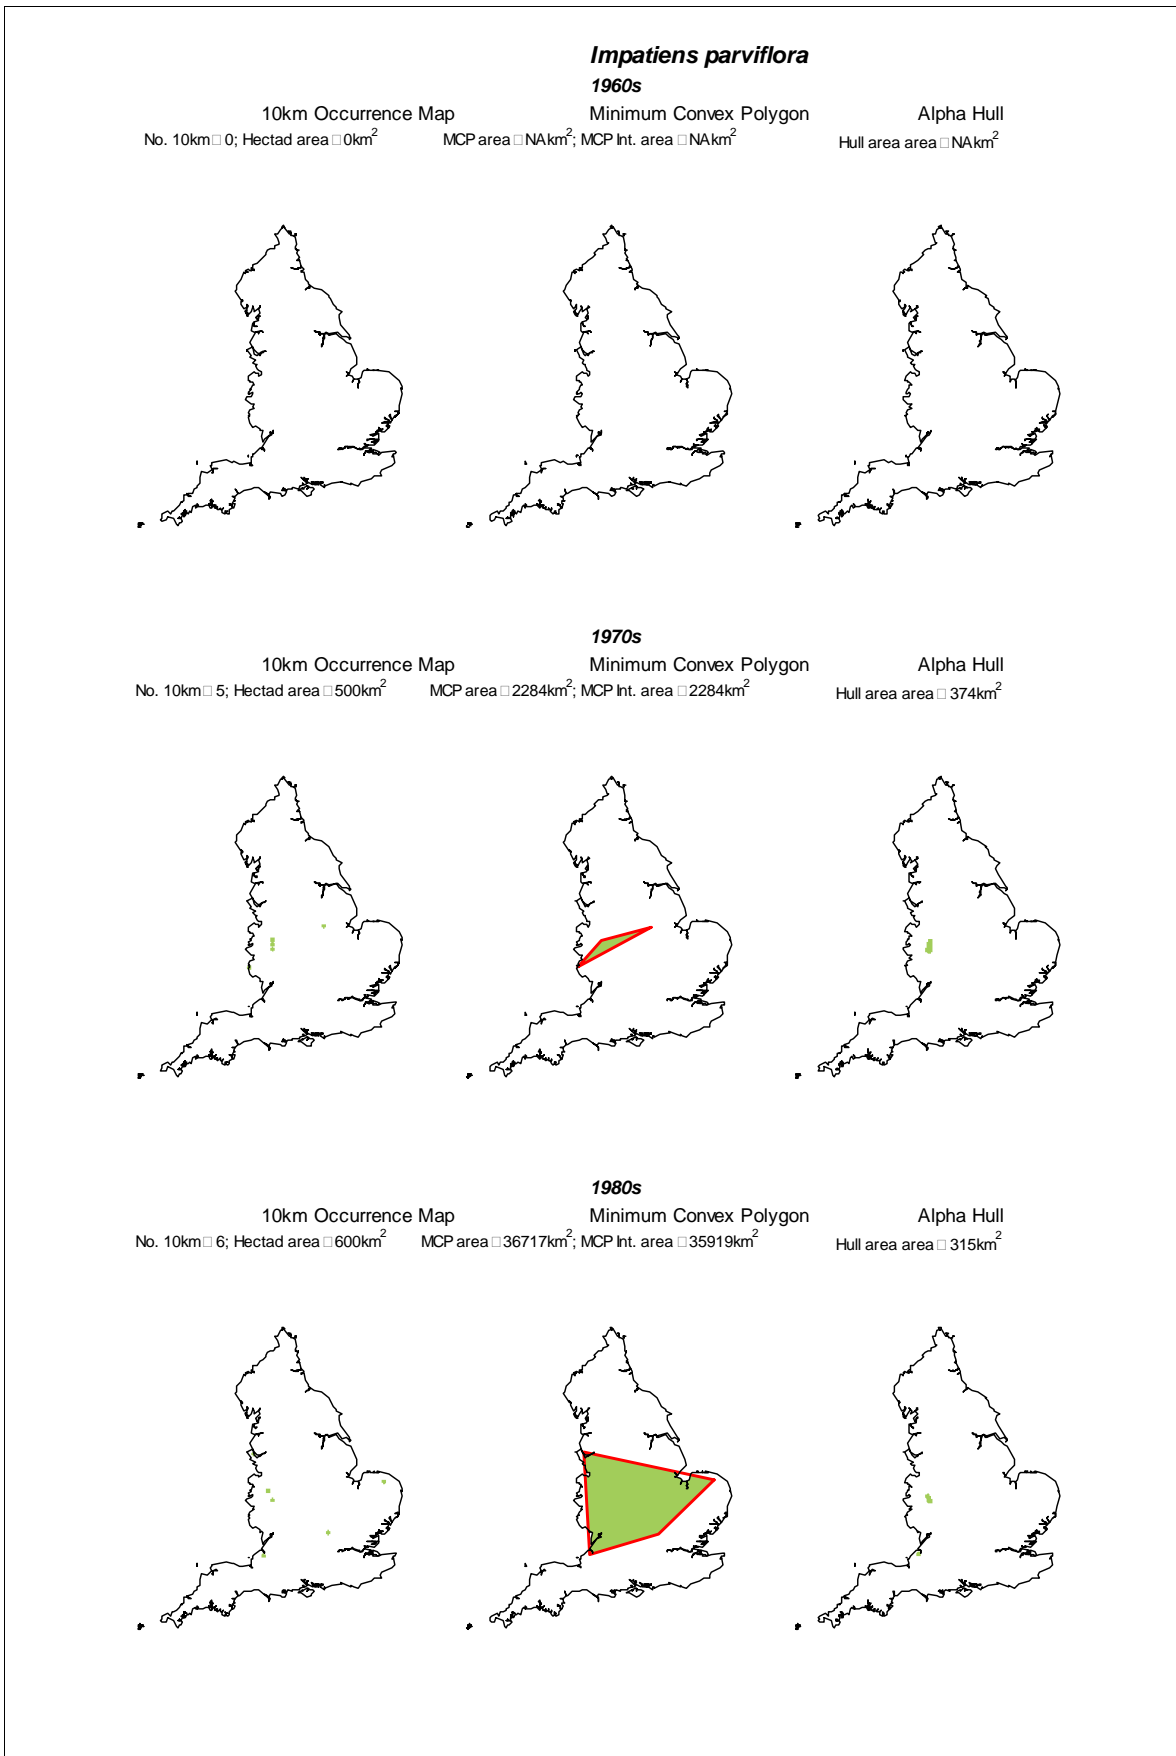 Impatiens parviflora
1960s
10km Occurrence Map Minimum Convex Polygon Alpha Hull
No. 10km□0; Hectad area□0km² MCP area□NAkm²; MCP Int. area□NAkm² Hull area area□NAkm²
1970s
10km Occurrence Map Minimum Convex Polygon Alpha Hull
No. 10km□5; Hectad area□500km² MCP area□2284km²; MCP Int. area□2284km² Hull area area□374km²
1980s
10km Occurrence Map Minimum Convex Polygon Alpha Hull
No. 10km□6; Hectad area□600km² MCP area□36717km²; MCP Int. area□35919km² Hull area area□315km²